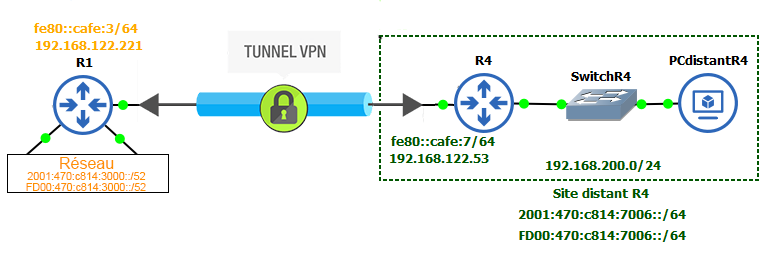 fe80::cafe:3/64
192.168.122.221
R1
TUNNEL VPN
R4
SwitchR4
PCdistantR4
fe80::cafe:7/64
192.168.122.53
192.168.200.0/24
Réseau
2001:470:c814:3000::/52
FD00:470:c814:3000::/52
Site distant R4
2001:470:c814:7006::/64
FD00:470:c814:7006::/64